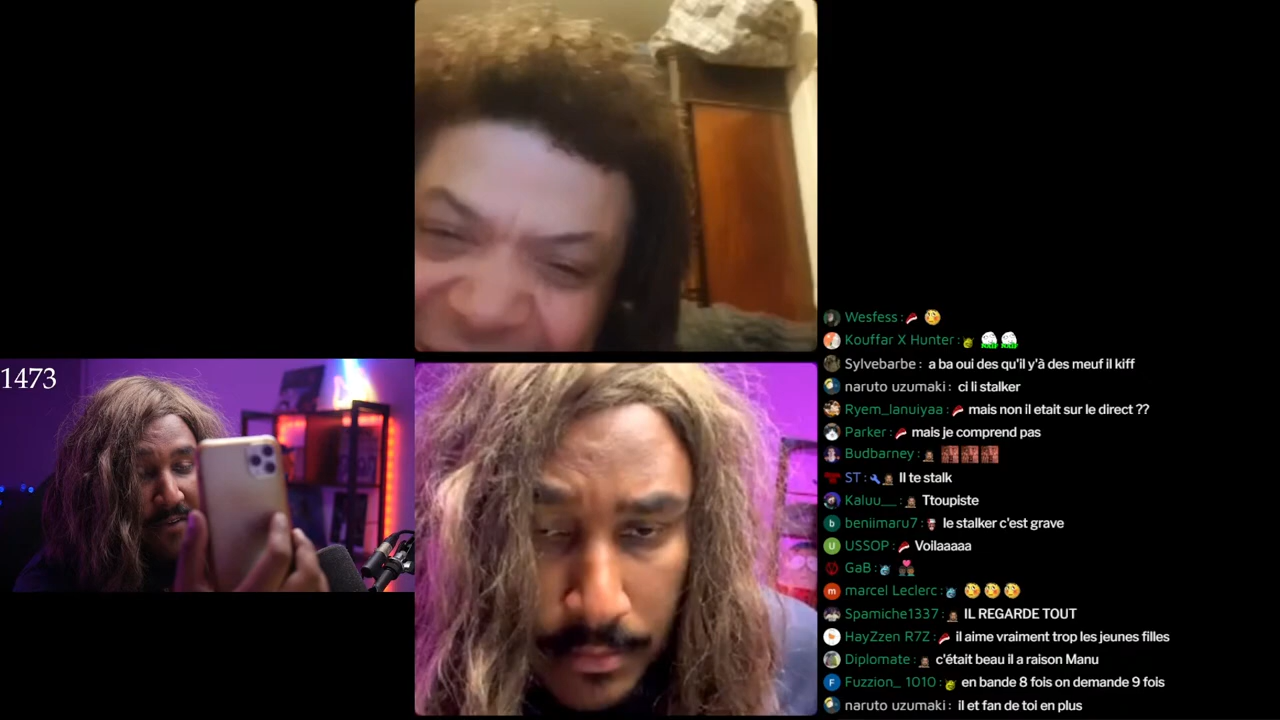 1473
Wesfess :
Kouffar X Hunter :
Sylvebarbe : a ba oui des qu'il y'à des meuf il kiff
naruto uzumaki : ci li stalker
Ryem_lanuiyaa : mais non il etait sur le direct ??
Parker : mais je comprend pas
Budbarney :
ST : Il te stalk
Kaluu__ : Ttoupiste
beniimaru7 : le stalker c'est grave
USSOP : Voilaaaaa
GaB :
marcel Leclerc :
Spamiche1337 : IL REGARDE TOUT
HayZzen R7Z : il aime vraiment trop les jeunes filles
Diplomate : c'était beau il a raison Manu
Fuzzion_ 1010 : en bande 8 fois on demande 9 fois
naruto uzumaki : il et fan de toi en plus